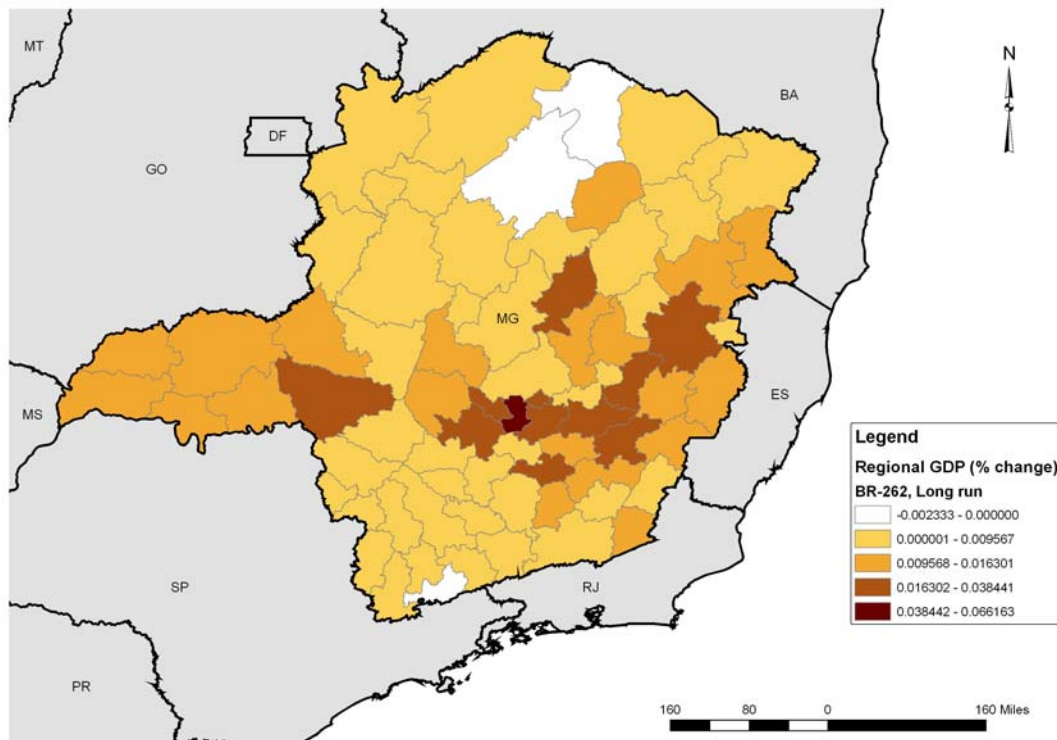 MT
N
BA
DF
GO
MG
MS
ES
Legend
Regional GDP (% change)
BR-262, Long run
-0.002333 - 0.000000
0.000001 - 0.009567
0.009568 - 0.016301
0.016302 - 0.038441
0.038442 - 0.066163
SP
RJ
PR
160 80 0 160 Miles